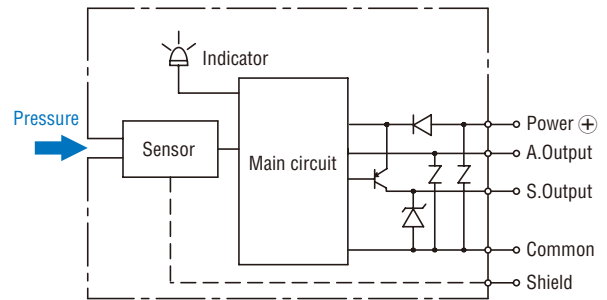 Indicator
Pressure
Sensor
Main circuit
Power ⊕
A.Output
S.Output
Common
Shield